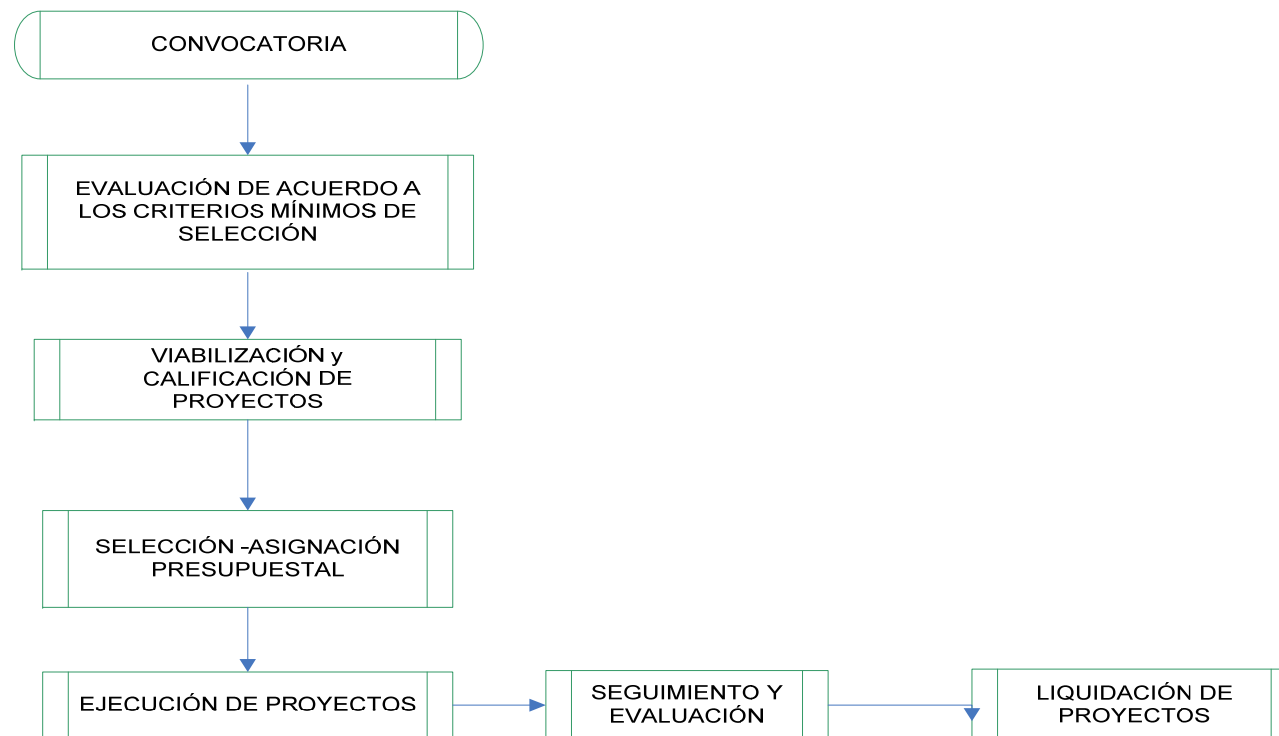 CONVOCATORIA
EVALUACIÓN DE ACUERDO A
LOS CRITERIOS MÍNIMOS DE
SELECCIÓN
VIABILIZACIÓN y
CALIFICACIÓN DE
PROYECTOS
SELECCIÓN -ASIGNACIÓN
PRESUPUESTAL
EJECUCIÓN DE PROYECTOS
SEGUIMIENTO Y
EVALUACIÓN
LIQUIDACIÓN DE
PROYECTOS